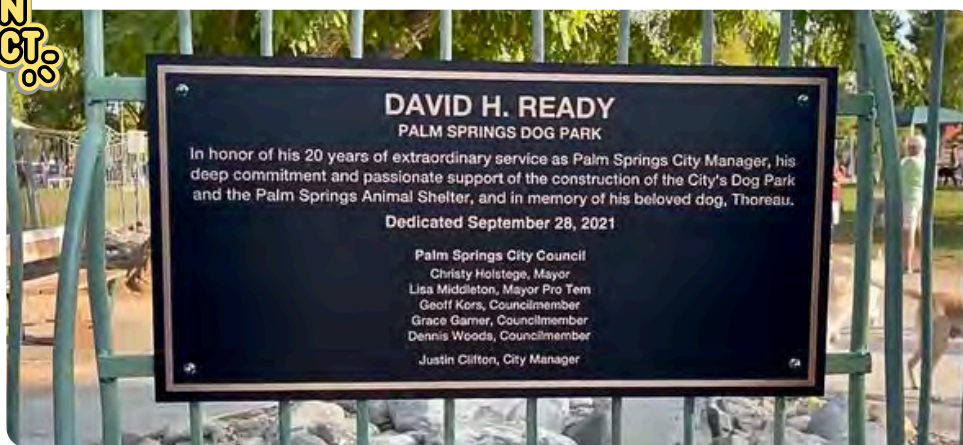 N
CT
DAVID H. READY
PALM SPRINGS DOG PARK
In honor of his 20 years of extraordinary service as Palm Springs City Manager, his
deep commitment and passionate support of the construction of the City's Dog Park
and the Palm Springs Animal Shelter, and in memory of his beloved dog, Thoreau.
Dedicated September 28, 2021
Palm Springs City Council
Christy Holstege, Mayor
Lisa Middleton, Mayor Pro Tem
Geoff Kors, Councilmember
Grace Garner, Councilmember
Dennis Woods, Councilmember
Justin Clifton, City Manager